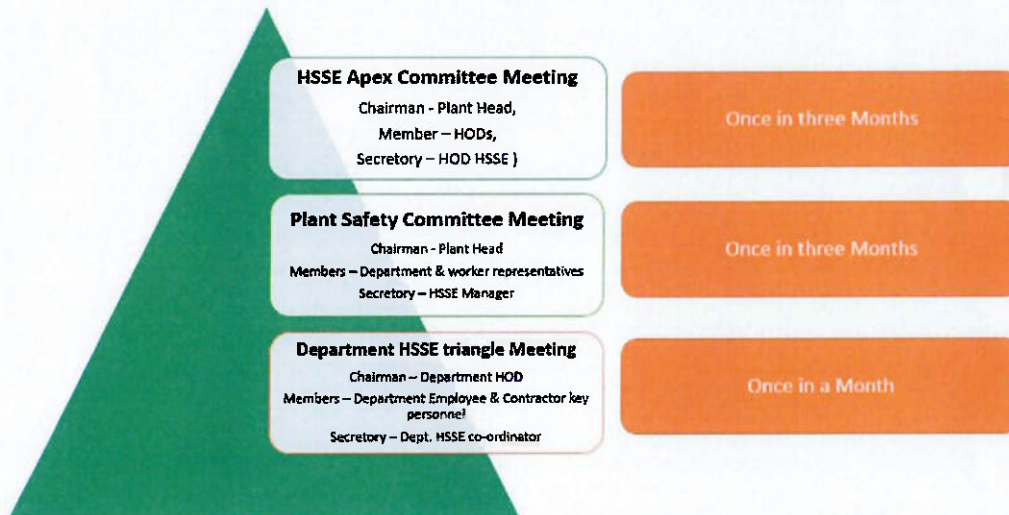 HSSE Apex Committee Meeting
Chairman - Plant Head,
Member – HODs,
Secretory – HOD HSSE )
Once in three Months
Plant Safety Committee Meeting
Chairman - Plant Head
Members – Department & worker representatives
Secretory – HSSE Manager
Once in three Months
Department HSSE triangle Meeting
Chairman – Department HOD
Members – Department Employee & Contractor key
personnel
Secretory – Dept. HSSE co-ordinator
Once in a Month